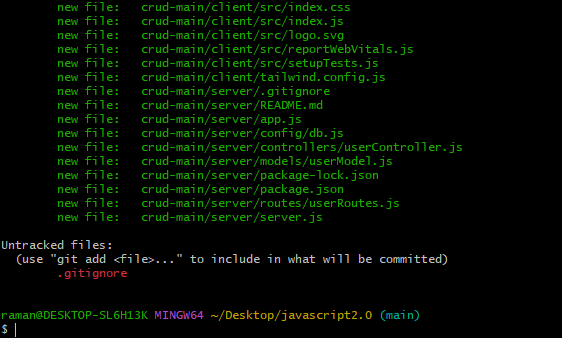 new file:   crud-main/client/src/index.css
new file:   crud-main/client/src/index.js
new file:   crud-main/client/src/logo.svg
new file:   crud-main/client/src/reportWebVitals.js
new file:   crud-main/client/src/setupTests.js
new file:   crud-main/client/tailwind.config.js
new file:   crud-main/server/.gitignore
new file:   crud-main/server/README.md
new file:   crud-main/server/app.js
new file:   crud-main/server/config/db.js
new file:   crud-main/server/controllers/userController.js
new file:   crud-main/server/models/userModel.js
new file:   crud-main/server/package-lock.json
new file:   crud-main/server/package.json
new file:   crud-main/server/routes/userRoutes.js
new file:   crud-main/server/server.js
Untracked files:
(use "git add <file>..." to include in what will be committed)
.gitignore
raman@DESKTOP-SL6H13K MINGW64 ~/Desktop/javascript2.0 (main)
$